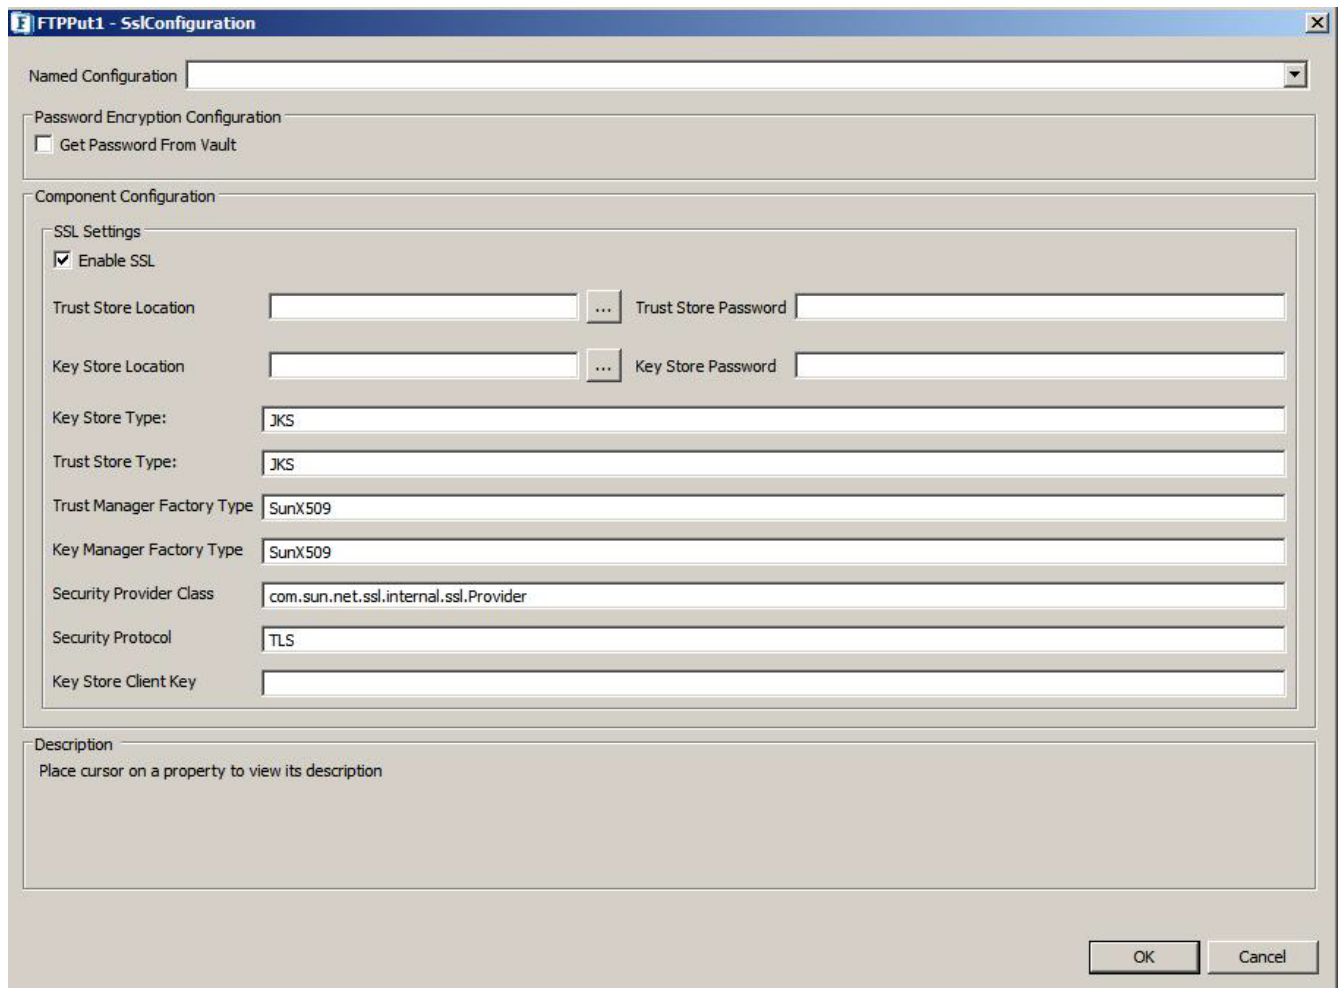 FTPPut1 - SslConfiguration
Named Configuration
Password Encryption Configuration
Get Password From Vault
Component Configuration
SSL Settings
Enable SSL
Trust Store Location ... Trust Store Password
Key Store Location ... Key Store Password
Key Store Type: JKS
Trust Store Type: JKS
Trust Manager Factory Type SunX509
Key Manager Factory Type SunX509
Security Provider Class com.sun.net.ssl.internal.ssl.Provider
Security Protocol TLS
Key Store Client Key
Description
Place cursor on a property to view its description
OK Cancel